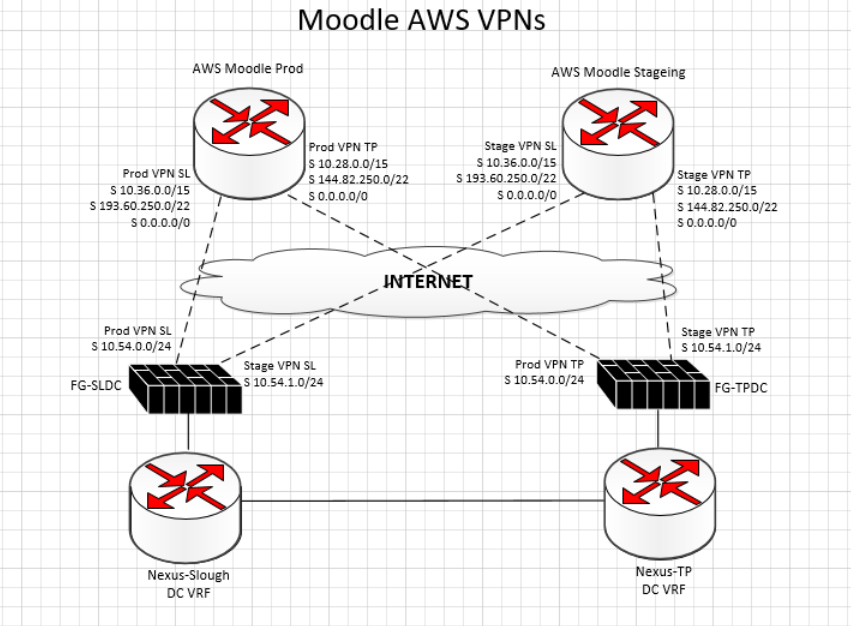 Moodle AWS VPNs
AWS Moodle Prod
AWS Moodle Stageing
Prod VPN SL
S 10.36.0.0/15
S 193.60.250.0/22
S 0.0.0.0/0
Prod VPN TP
S 10.28.0.0/15
S 144.82.250.0/22
S 0.0.0.0/0
Stage VPN SL
S 10.36.0.0/15
S 193.60.250.0/22
S 0.0.0.0/0
Stage VPN TP
S 10.28.0.0/15
S 144.82.250.0/22
S 0.0.0.0/0
INTERNET
Prod VPN SL
S 10.54.0.0/24
FG-SLDC
Stage VPN SL
S 10.54.1.0/24
Prod VPN TP
S 10.54.0.0/24
Stage VPN TP
S 10.54.1.0/24
FG-TPDC
Nexus-Slough
DC VRF
Nexus-TP
DC VRF